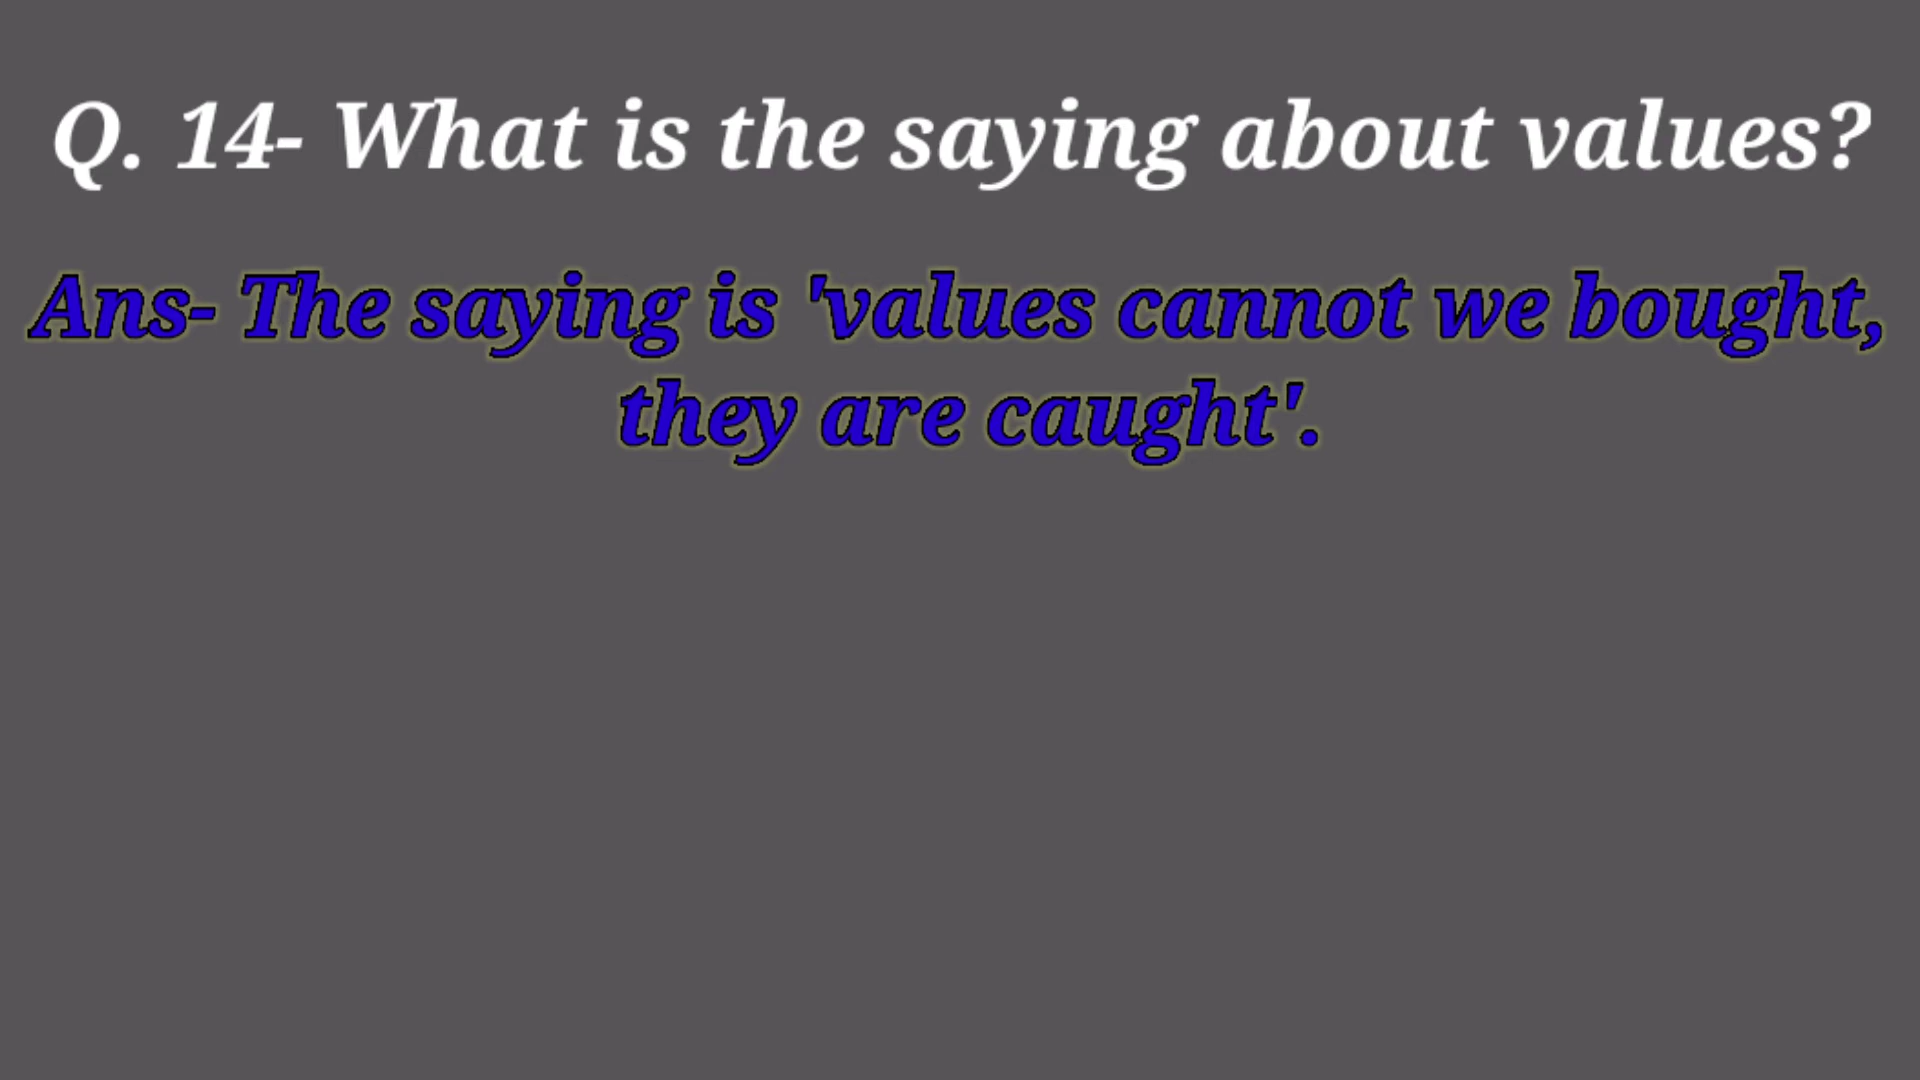 Q. 14- What is the saying about values?
Ans- The saying is 'values cannot we bought,
they are caught'.